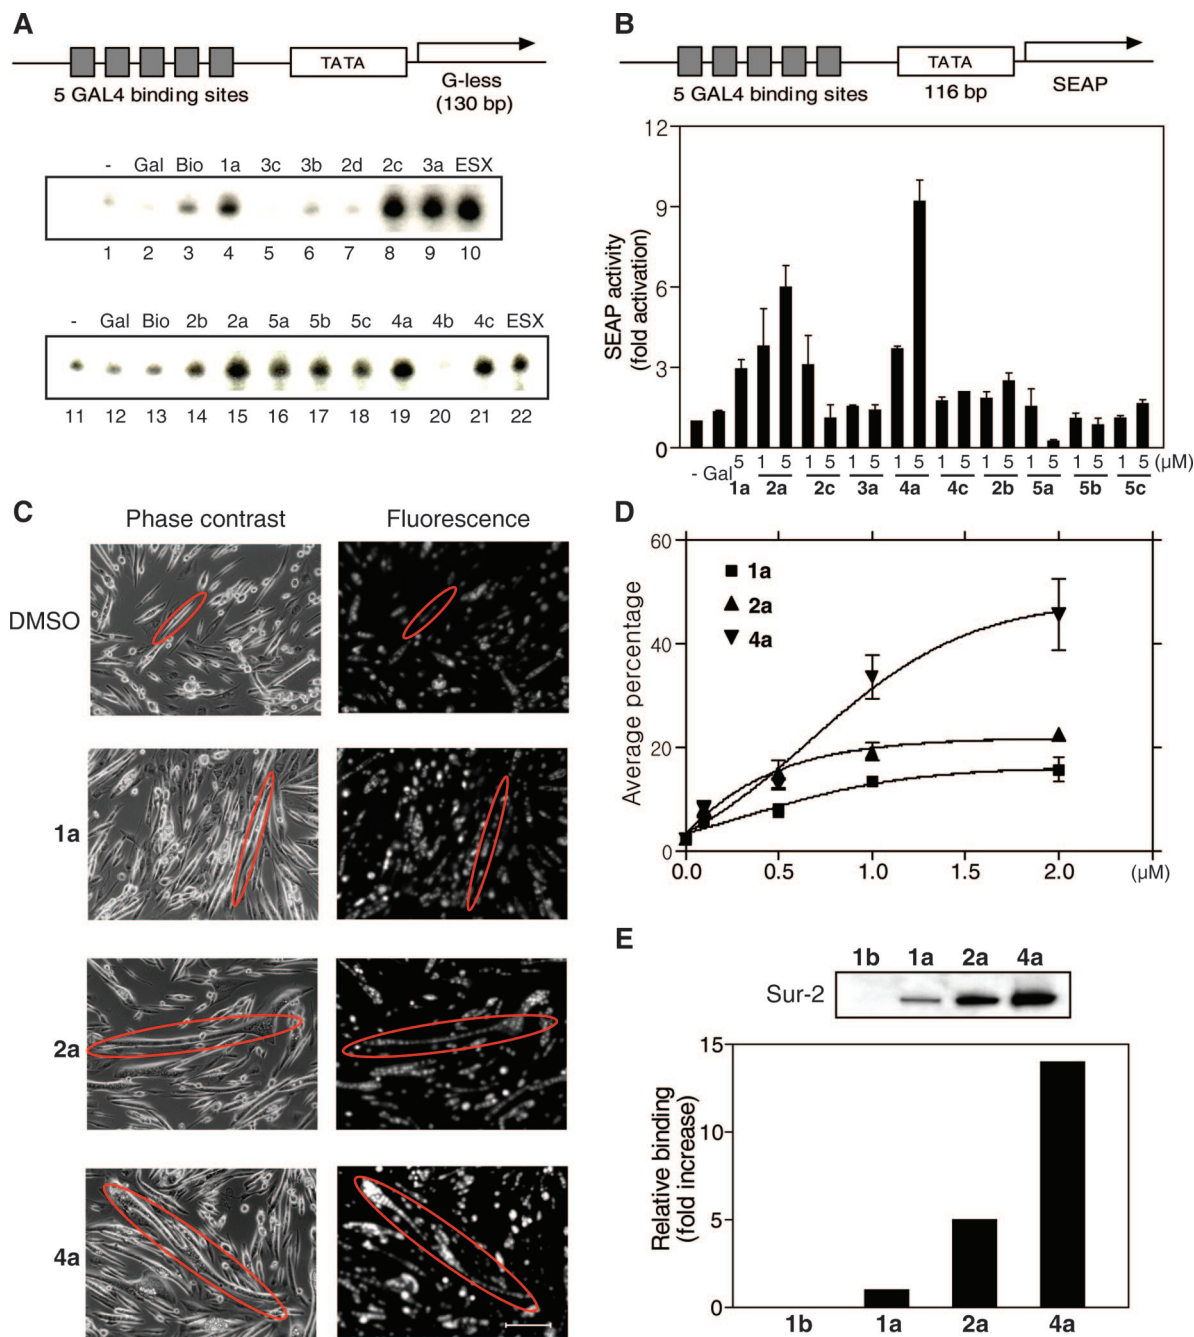 A
TATA
5 GAL4 binding sites
G-less
(130 bp)
- Gal Bio 1a 3c 3b 2d 2c 3a ESX
1 2 3 4 5 6 7 8 9 10
- Gal Bio 2b 2a 5a 5b 5c 4a 4b 4c ESX
11 12 13 14 15 16 17 18 19 20 21 22
B
TATA
5 GAL4 binding sites
116 bp
SEAP
SEAP activity
(fold activation)
12
9
6
3
0
5 1 5 1 5 1 5 1 5 1 5 1 5 1 5 1 5 1 5 (µM)
- Gal 1a 2a 2c 3a 4a 4c 2b 5a 5b 5c
C
Phase contrast Fluorescence
DMSO
1a
2a
4a
D
Average percentage
60
40
20
0
1a
2a
4a
0.0 0.5 1.0 1.5 2.0 (µM)
E
1b 1a 2a 4a
Sur-2
Relative binding
(fold increase)
15
10
5
0
1b 1a 2a 4a